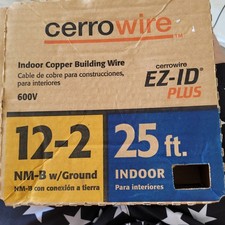 cerrowire™
Indoor Copper Building Wire
Cable de cobre para construcciones,
para interiores
600V
cerrowire
EZ-ID®
PLUS
12-2
NM-B w/Ground
NM-B con conexión a tierra
25 ft.
INDOOR
Para interiores